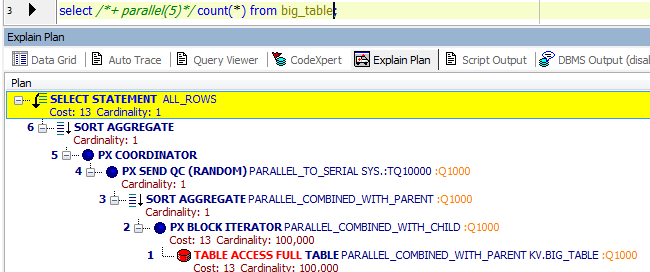 3 select /*+ parallel(5)*/ count(*) from big_table;
Explain Plan
Data Grid Auto Trace Query Viewer CodeXpert Explain Plan Script Output DBMS Output (disa
Plan
SELECT STATEMENT ALL_ROWS
Cost: 13 Cardinality: 1
6 SORT AGGREGATE
Cardinality: 1
5 PX COORDINATOR
4 PX SEND QC (RANDOM) PARALLEL_TO_SERIAL SYS.:TQ10000 :Q1000
Cardinality: 1
3 SORT AGGREGATE PARALLEL_COMBINED_WITH_PARENT :Q1000
Cardinality: 1
2 PX BLOCK ITERATOR PARALLEL_COMBINED_WITH_CHILD :Q1000
Cost: 13 Cardinality: 100,000
1 TABLE ACCESS FULL TABLE PARALLEL_COMBINED_WITH_PARENT KV.BIG_TABLE :Q1000
Cost: 13 Cardinality: 100,000